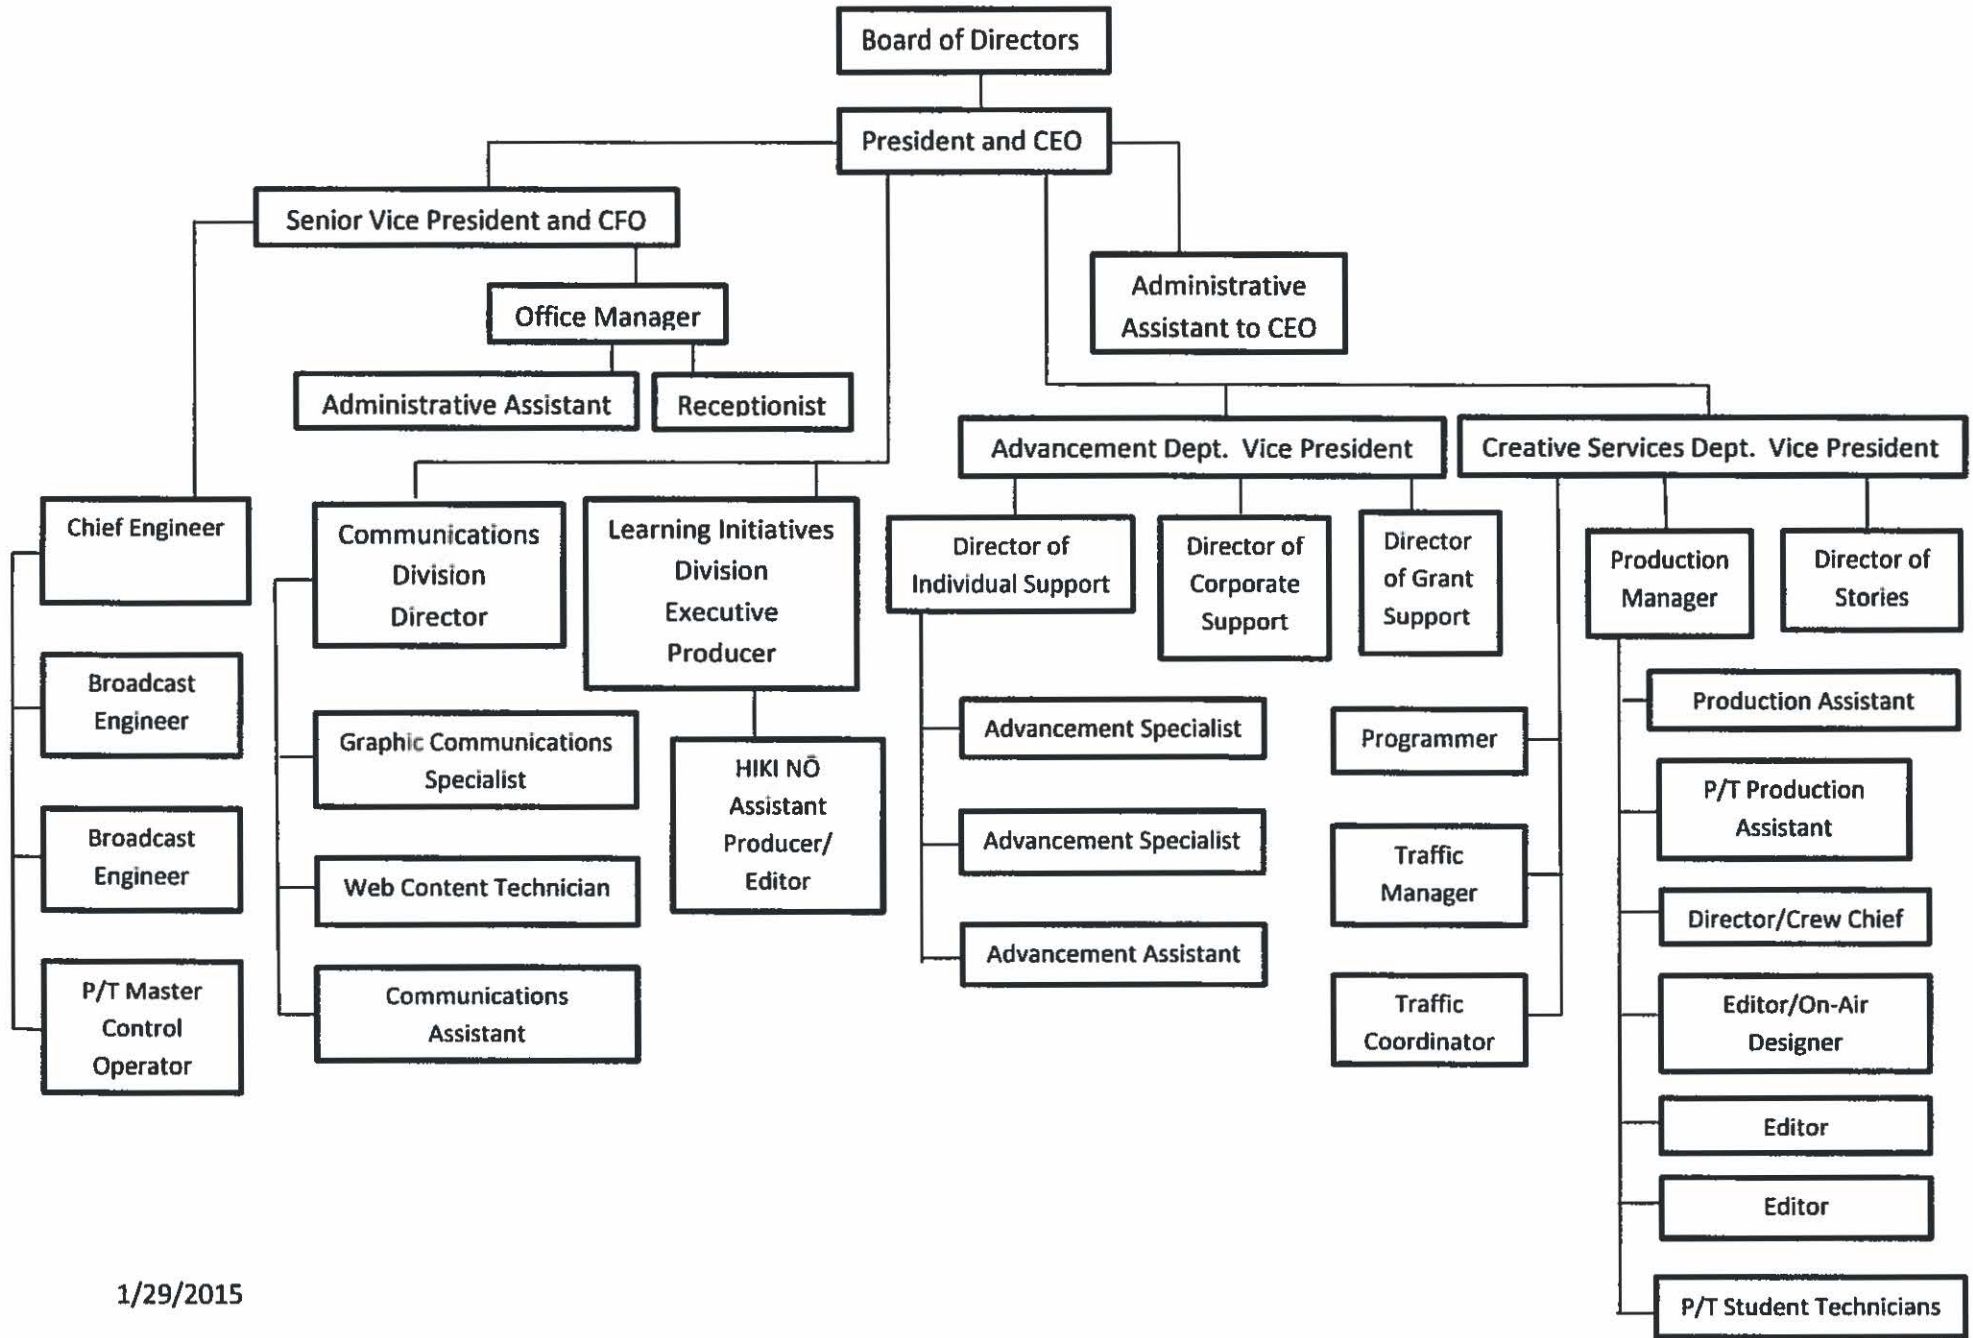 Board of Directors
President and CEO
Senior Vice President and CFO
Office Manager
Administrative Assistant
Receptionist
Administrative
Assistant to CEO
Advancement Dept. Vice President
Creative Services Dept. Vice President
Chief Engineer
Broadcast
Engineer
Broadcast
Engineer
P/T Master
Control
Operator
Communications
Division
Director
Graphic Communications
Specialist
Web Content Technician
Communications
Assistant
Learning Initiatives
Division
Executive
Producer
HIKI NŌ
Assistant
Producer/
Editor
Director of
Individual Support
Advancement Specialist
Advancement Specialist
Advancement Assistant
Director of
Corporate
Support
Director
of Grant
Support
Programmer
Traffic
Manager
Traffic
Coordinator
Production
Manager
Production Assistant
P/T Production
Assistant
Director/Crew Chief
Editor/On-Air
Designer
Editor
Editor
P/T Student Technicians
Director of
Stories
1/29/2015